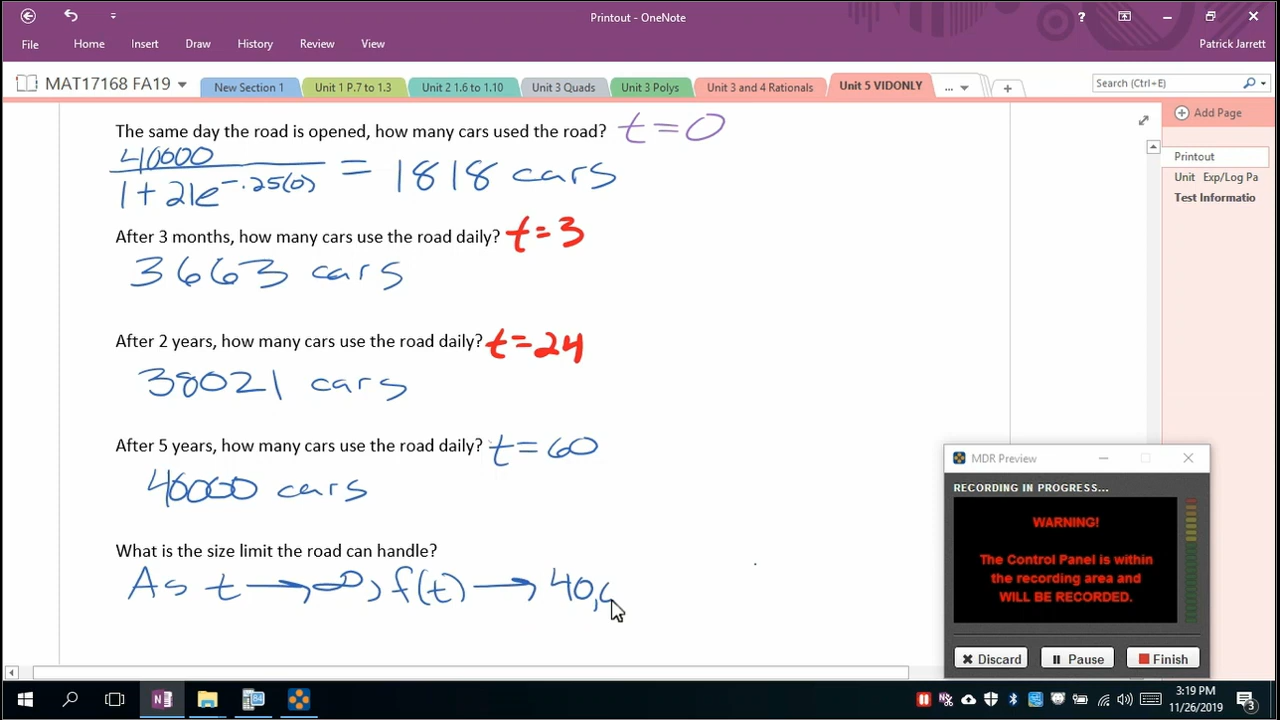 Printout - OneNote
?
File Home Insert Draw History Review View
Patrick Jarrett
MAT17168 FA19
New Section 1
Unit 1 P.7 to 1.3
Unit 2 1.6 to 1.10
Unit 3 Quads
Unit 3 Polys
Unit 3 and 4 Rationals
Unit 5 VIDONLY
...
+
Search (Ctrl+E)
Add Page
Printout
Unit Exp/Log Pa
Test Informatio
The same day the road is opened, how many cars used the road? t=0
40000
1+21e^-.25(0) = 1818 cars
After 3 months, how many cars use the road daily? t=3
3663 cars
After 2 years, how many cars use the road daily? t=24
38021 cars
After 5 years, how many cars use the road daily? t=60
40000 cars
What is the size limit the road can handle?
As t → ∞, f(t) → 40,0
MDR Preview
RECORDING IN PROGRESS...
WARNING!
The Control Panel is within
the recording area and
WILL BE RECORDED.
Discard
Pause
Finish
3:19 PM
11/26/2019
3